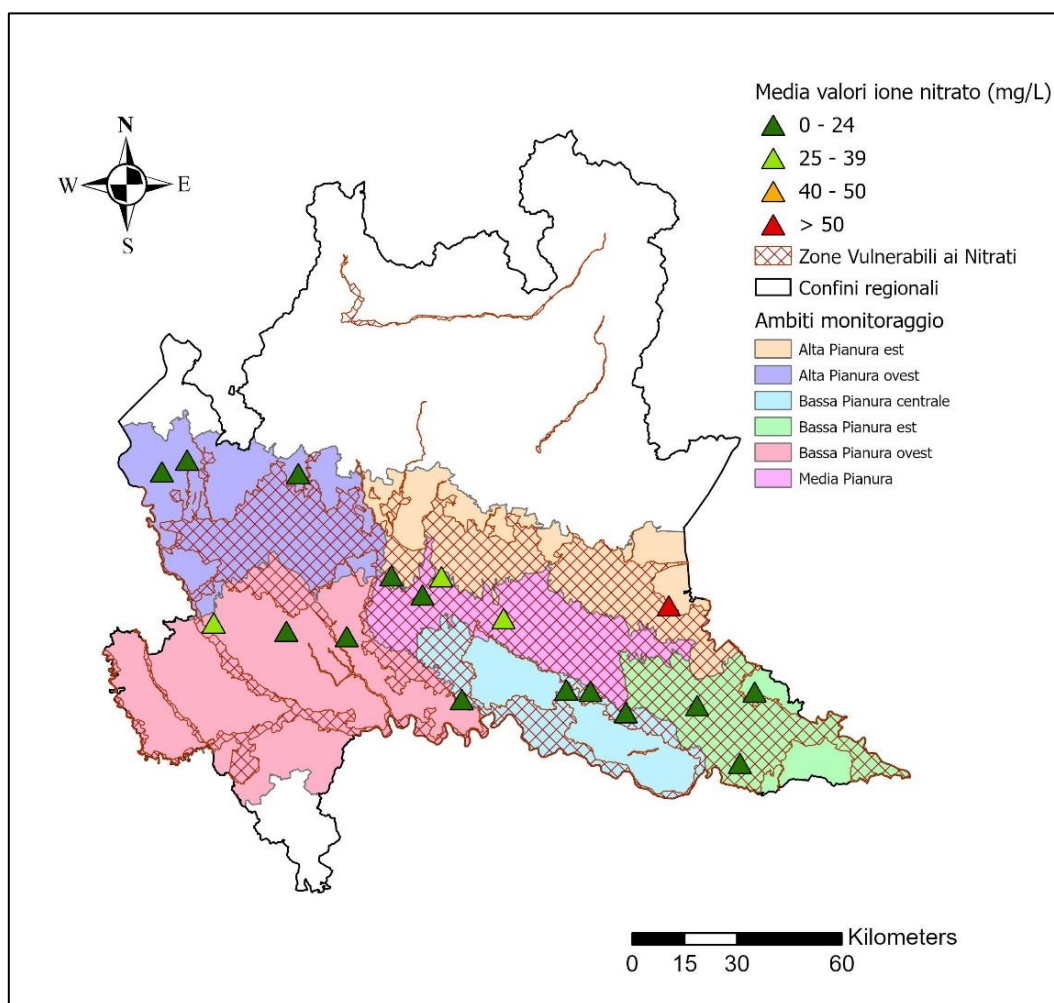 N
W E
S
Media valori ione nitrato (mg/L)
0 - 24
25 - 39
40 - 50
> 50
Zone Vulnerabili ai Nitrati
Confini regionali
Ambiti monitoraggio
Alta Pianura est
Alta Pianura ovest
Bassa Pianura centrale
Bassa Pianura est
Bassa Pianura ovest
Media Pianura
Kilometers
0 15 30 60